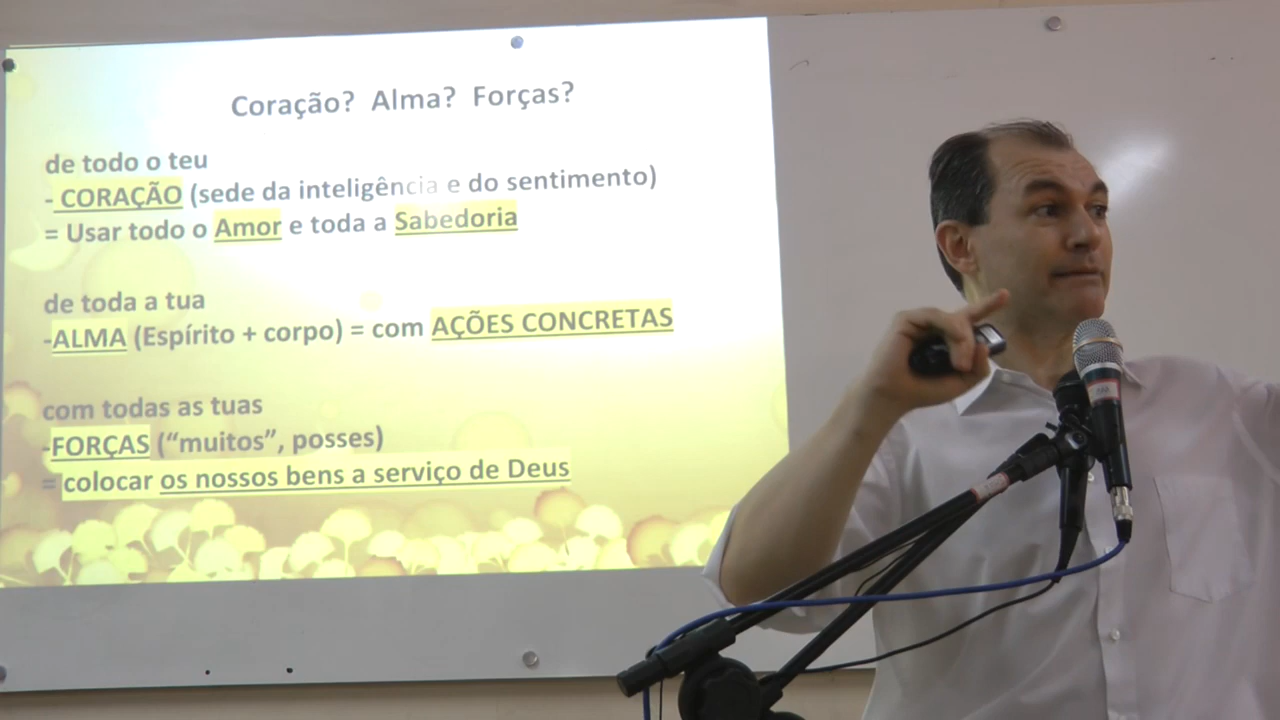 Coração? Alma? Forças?
de todo o teu
- CORAÇÃO (sede da inteligência e do sentimento)
= Usar todo o Amor e toda a Sabedoria
de toda a tua
-ALMA (Espírito + corpo) = com AÇÕES CONCRETAS
com todas as tuas
-FORÇAS (“muitos”, posses)
= colocar os nossos bens a serviço de Deus